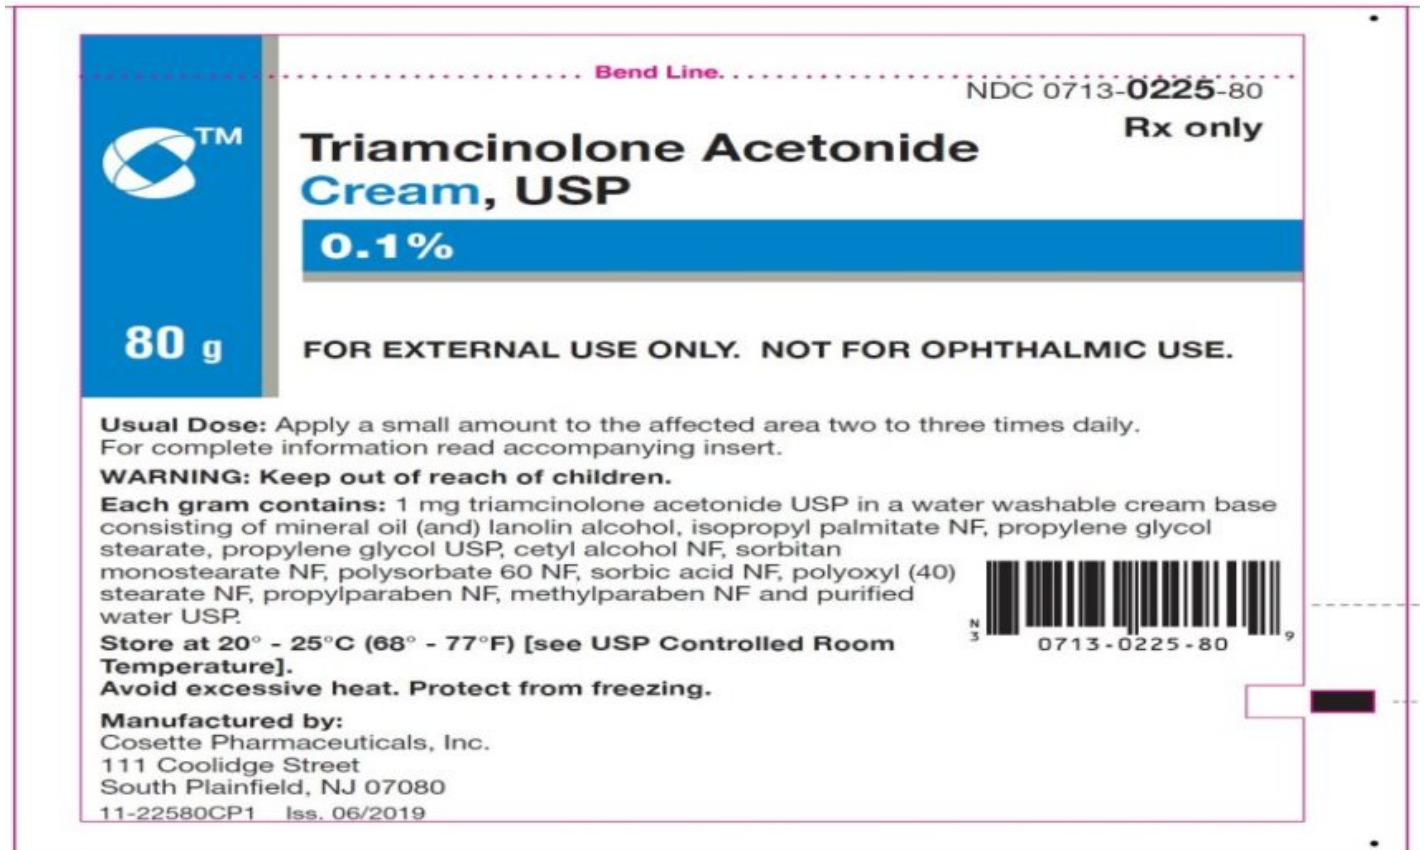 Bend Line
NDC 0713-0225-80
Rx only
TM
Triamcinolone Acetonide
Cream, USP
0.1%
80 g
FOR EXTERNAL USE ONLY. NOT FOR OPHTHALMIC USE.
Usual Dose: Apply a small amount to the affected area two to three times daily.
For complete information read accompanying insert.
WARNING: Keep out of reach of children.
Each gram contains: 1 mg triamcinolone acetonide USP in a water washable cream base
consisting of mineral oil (and) lanolin alcohol, isopropyl palmitate NF, propylene glycol
stearate, propylene glycol USP, cetyl alcohol NF, sorbitan
monostearate NF, polysorbate 60 NF, sorbic acid NF, polyoxyl (40)
stearate NF, propylparaben NF, methylparaben NF and purified
water USP.
N
3
0713-0225-80
9
Store at 20° - 25°C (68° - 77°F) [see USP Controlled Room
Temperature].
Avoid excessive heat. Protect from freezing.
Manufactured by:
Cosette Pharmaceuticals, Inc.
111 Coolidge Street
South Plainfield, NJ 07080
11-22580CP1 Iss. 06/2019